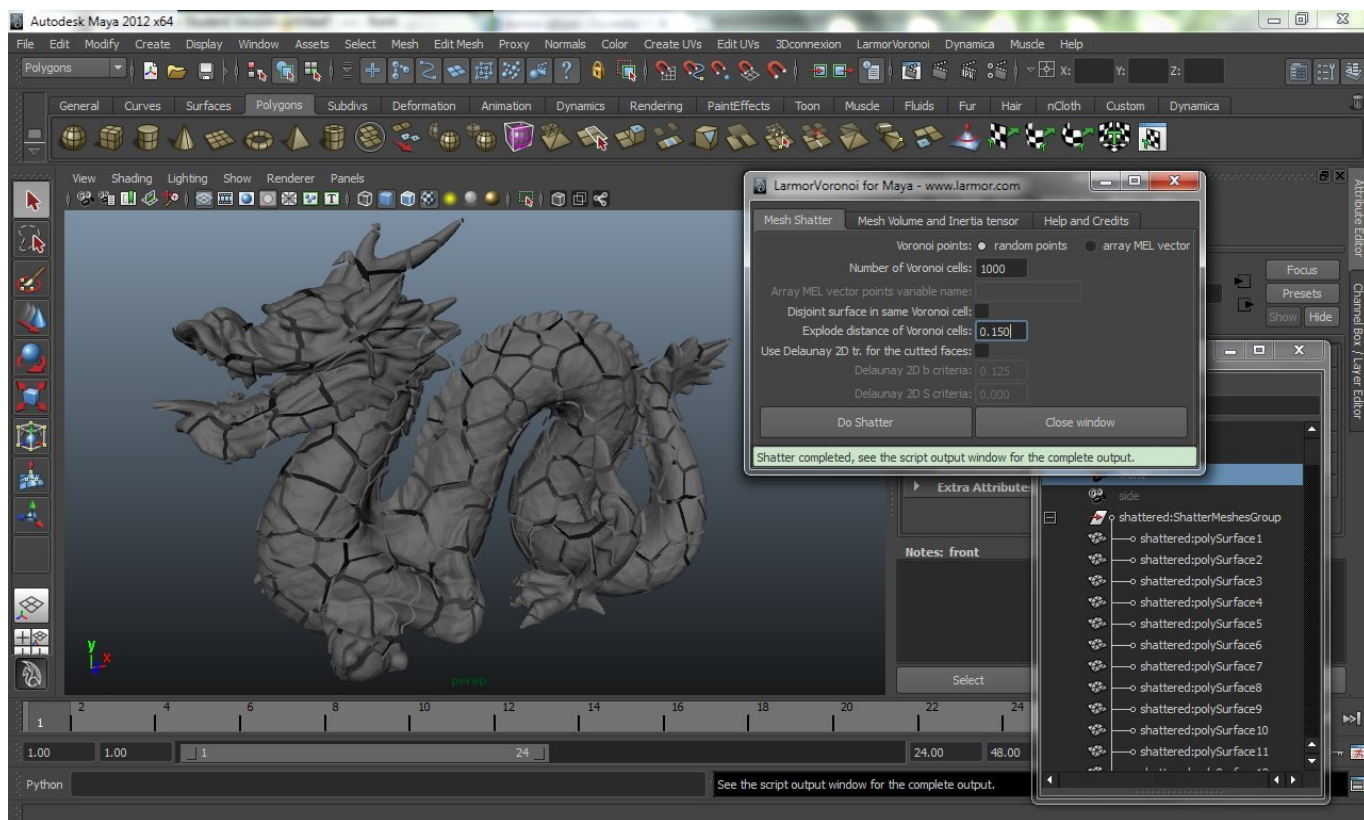 Autodesk Maya 2012 x64
File Edit Modify Create Display Window Assets Select Mesh Edit Mesh Proxy Normals Color Create UVs Edit UVs 3Dconnexion LarmorVoronoi Dynamica Muscle Help
Polygons X: Y: Z:
General Curves Surfaces Polygons Subdivs Deformation Animation Dynamics Rendering PaintEffects Toon Muscle Fluids Fur Hair nCloth Custom Dynamica
View Shading Lighting Show Renderer Panels
LarmorVoronoi for Maya - www.larmor.com
Mesh Shatter Mesh Volume and Inertia tensor Help and Credits
Voronoi points: random points array MEL vector
Number of Voronoi cells: 1000
Array MEL vector points variable name:
Disjoint surface in same Voronoi cell:
Explode distance of Voronoi cells: 0.150
Use Delaunay 2D tr. for the cutted faces:
Delaunay 2D b criteria: 0.125
Delaunay 2D S criteria: 0.000
Do Shatter Close window
Shatter completed, see the script output window for the complete output.
Focus
Presets
Show Hide
Attribute Editor
Channel Box / Layer Editor
Extra Attribute
Notes: front
Select
front
side
shattered:ShatterMeshesGroup
shattered:polySurface1
shattered:polySurface2
shattered:polySurface3
shattered:polySurface4
shattered:polySurface5
shattered:polySurface6
shattered:polySurface7
shattered:polySurface8
shattered:polySurface9
shattered:polySurface10
shattered:polySurface11
y
x
persp
2 4 6 8 10 12 14 16 18 20 22 24
1
1.00 1.00 1 24 24.00 48.00
Python See the script output window for the complete output.